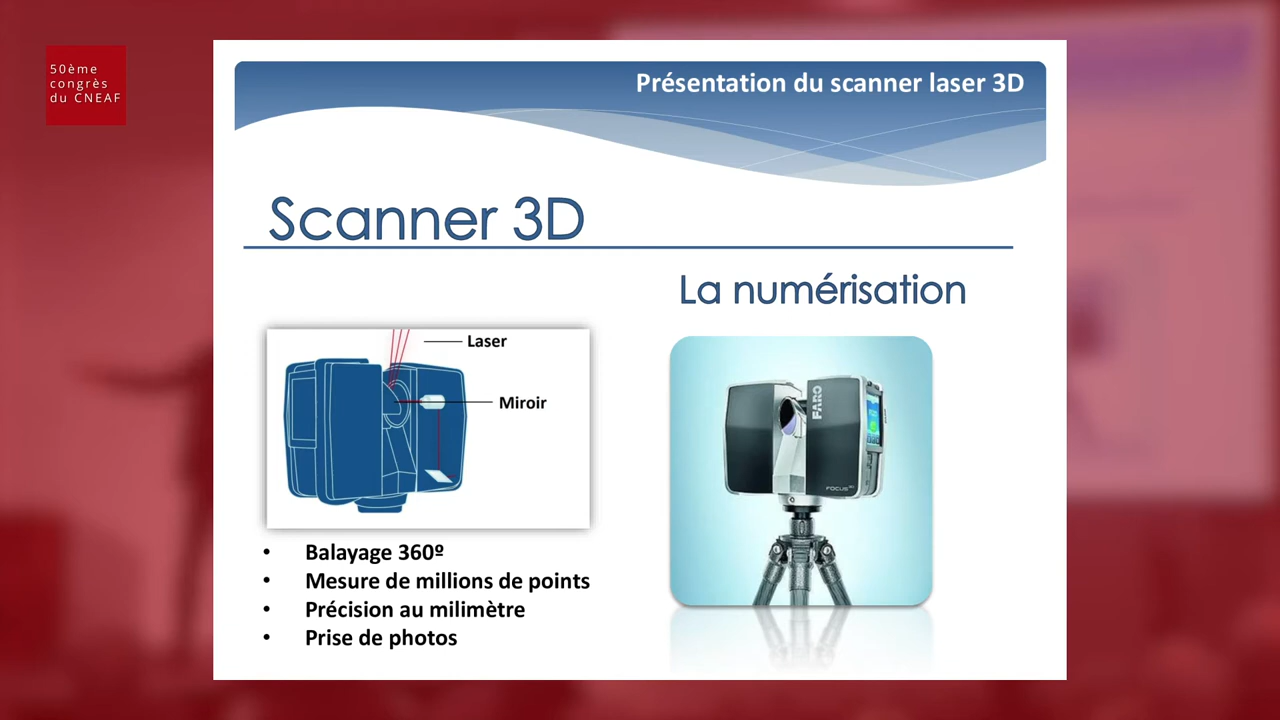 50ème
congrès
du CNEAF
Présentation du scanner laser 3D
Scanner 3D
La numérisation
Laser
Miroir
FARO
FOCUS
• Balayage 360º
• Mesure de millions de points
• Précision au milimètre
• Prise de photos